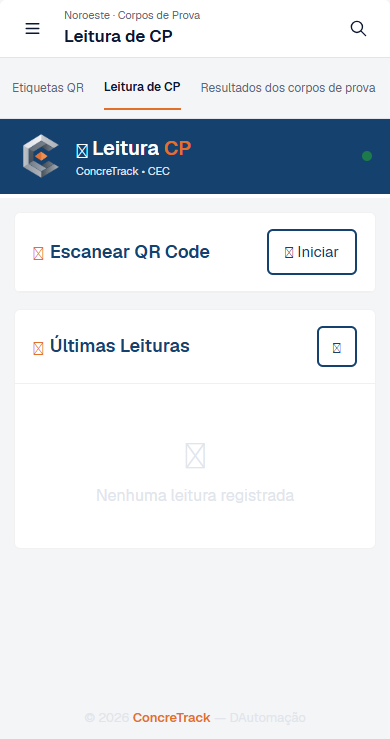 Noroeste · Corpos de Prova
Leitura de CP
Etiquetas QR
Leitura de CP
Resultados dos corpos de prova
Leitura CP
ConcreTrack • CEC
Escanear QR Code
Iniciar
Últimas Leituras
Nenhuma leitura registrada
© 2026 ConcreTrack — DAutomação